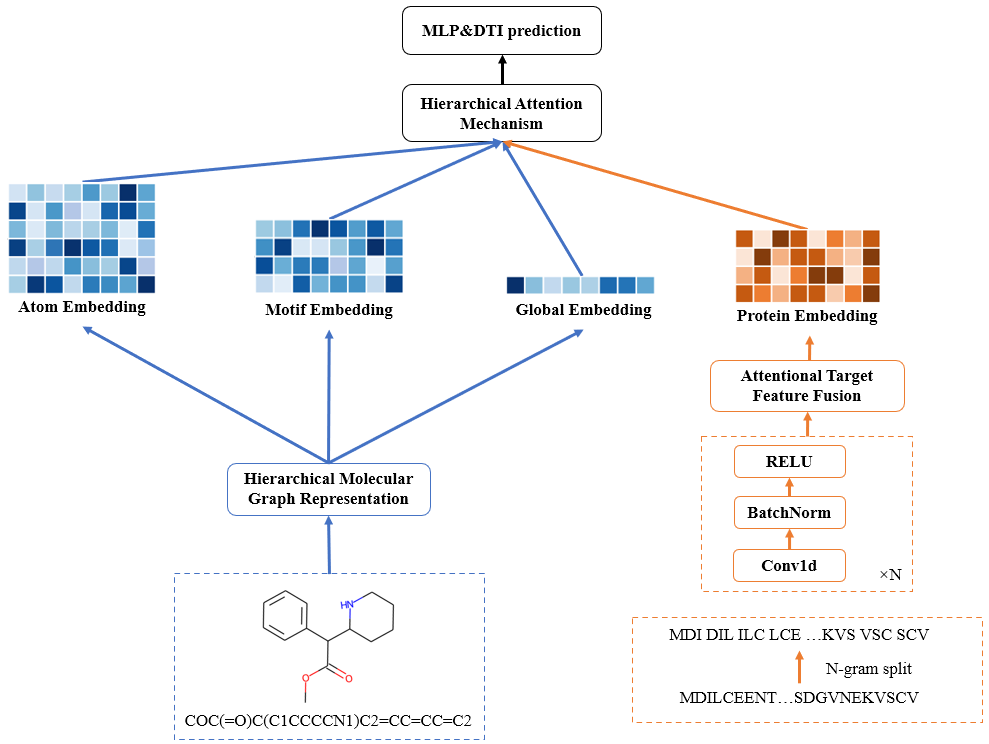 MLP&DTI prediction
Hierarchical Attention
Mechanism
Atom Embedding
Motif Embedding
Global Embedding
Protein Embedding
Attentional Target
Feature Fusion
RELU
BatchNorm
Conv1d
×N
Hierarchical Molecular
Graph Representation
HN
O
O
COC(=O)C(C1CCCCN1)C2=CC=CC=C2
MDI DIL ILC LCE …KVS VSC SCV
N-gram split
MDILCEENT…SDGVNEKVSCV